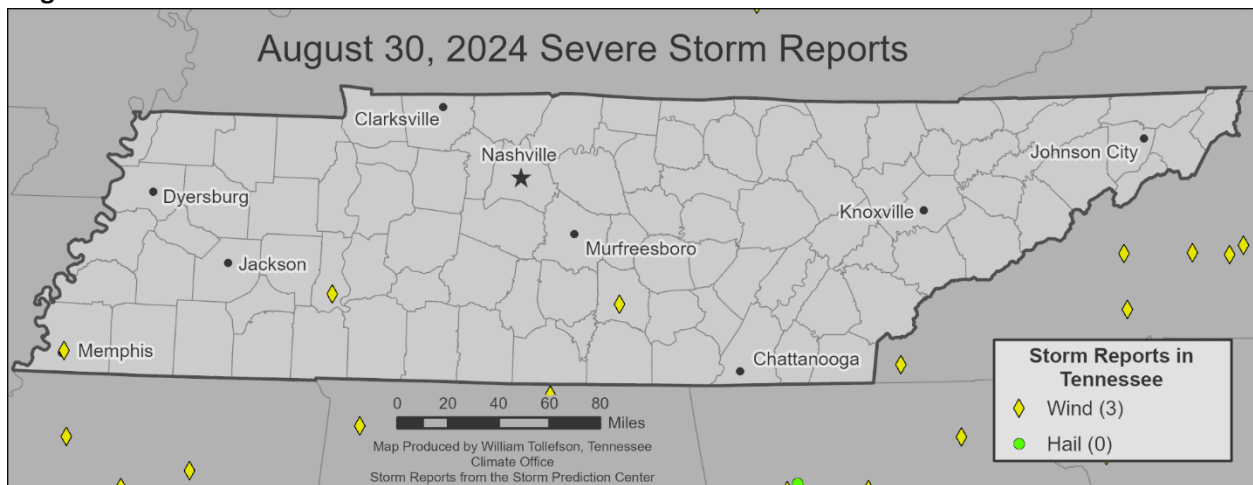 August 30, 2024 Severe Storm Reports
Clarksville
Nashville
Johnson City
Dyersburg
Knoxville
Murfreesboro
Jackson
Memphis
Chattanooga
Storm Reports in
Tennessee
Wind (3)
Hail (0)
0 20 40 60 80
Miles
Map Produced by William Tollefson, Tennessee
Climate Office
Storm Reports from the Storm Prediction Center